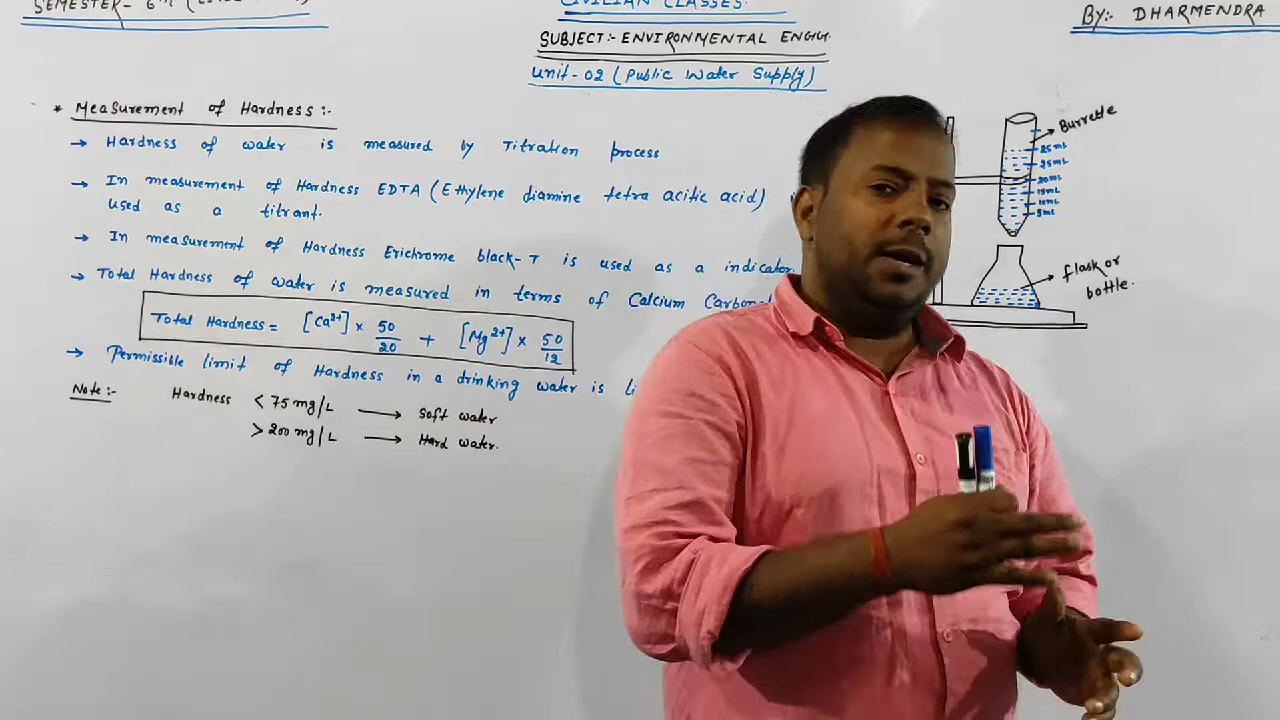 SEMESTER- 6th
CIVILIAN CLASSES.
BY:- DHARMENDRA
SUBJECT:- ENVIRONMENTAL ENGG.
Unit-02 (Public Water Supply)
* Measurement of Hardness:-
→ Hardness of water is measured by Titration process
→ In measurement of Hardness EDTA (Ethylene diamine tetra acitic acid)
used as a titrant.
→ In measurement of Hardness Erichrome black-T is used as a indicator.
→ Total Hardness of water is measured in terms of Calcium
Total Hardness = [Ca2+] × 50/20 + [Mg2+] × 50/12
→ Permissible limit of Hardness in a drinking water is
Note:- Hardness < 75 mg/L → Soft water
> 200 mg/L → Hard water.
Burrette
25mL
20mL
15mL
10mL
5mL
flask or
bottle.